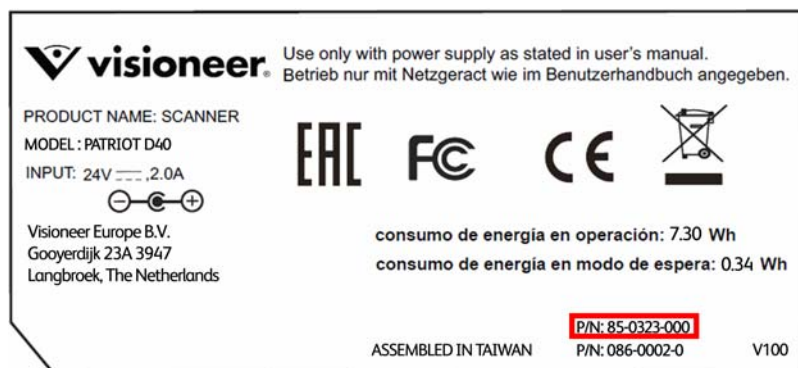 visioneer®
Use only with power supply as stated in user's manual.
Betrieb nur mit Netzgeract wie im Benutzerhandbuch angegeben.
PRODUCT NAME: SCANNER
MODEL : PATRIOT D40
INPUT: 24V ⎓ ,2.0A
EAC FC CE
Visioneer Europe B.V.
Gooyerdijk 23A 3947
Langbroek, The Netherlands
consumo de energía en operación: 7.30 Wh
consumo de energía en modo de espera: 0.34 Wh
P/N: 85-0323-000
ASSEMBLED IN TAIWAN P/N: 086-0002-0 V100